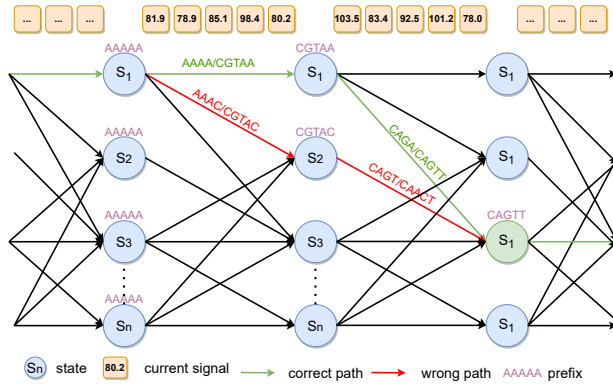 ... ... ... 81.9 78.9 85.1 98.4 80.2 103.5 83.4 92.5 101.2 78.0 ... ... ...
AAAAA CGTAA
S1 AAAA/CGTAA S1 S1
AAAC/CGTAC
AAAAA CGTAC
S2 S2 S1
CAGA/CAGTT
CAGT/CAACT
AAAAA CAGTT
S3 S3 S1
AAAAA
Sn Sn S1
Sn state 80.2 current signal correct path wrong path AAAAA prefix